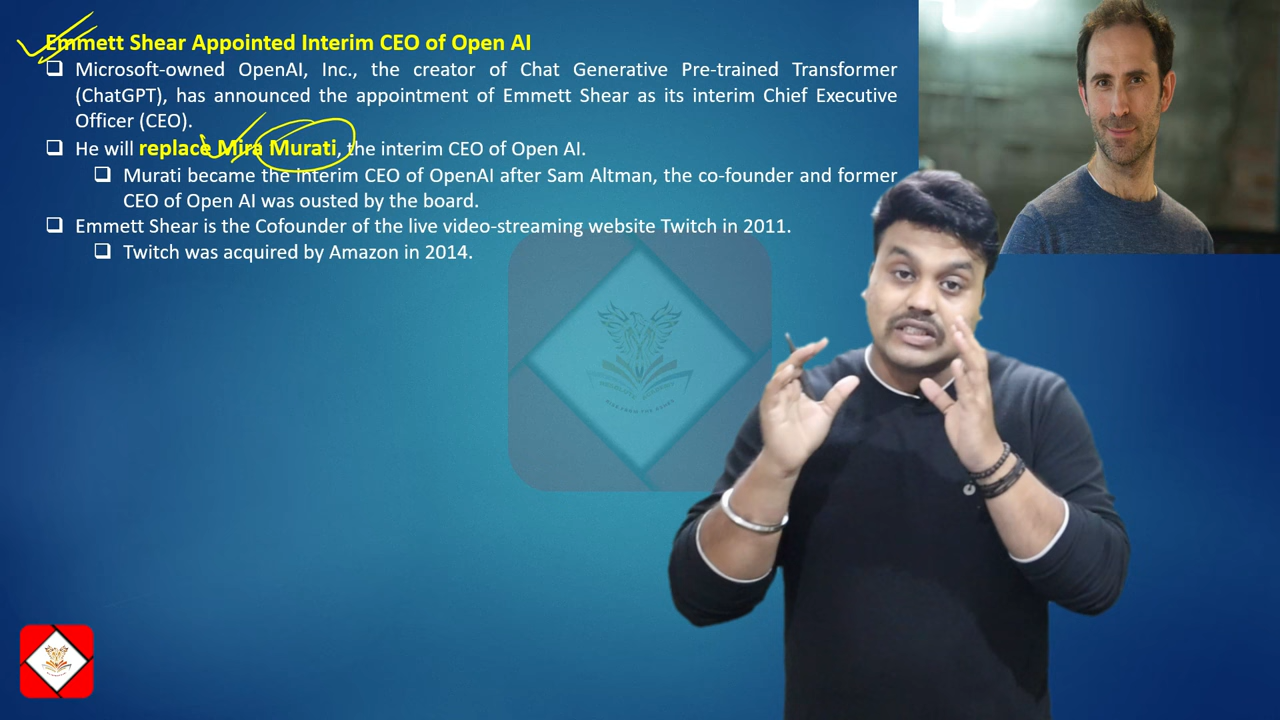 Emmett Shear Appointed Interim CEO of Open AI
❑ Microsoft-owned OpenAI, Inc., the creator of Chat Generative Pre-trained Transformer
(ChatGPT), has announced the appointment of Emmett Shear as its interim Chief Executive
Officer (CEO).
❑ He will replace Mira Murati, the interim CEO of Open AI.
❑ Murati became the interim CEO of OpenAI after Sam Altman, the co-founder and former
CEO of Open AI was ousted by the board.
❑ Emmett Shear is the Cofounder of the live video-streaming website Twitch in 2011.
❑ Twitch was acquired by Amazon in 2014.